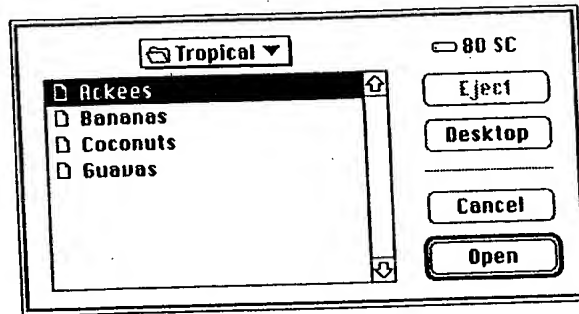 Tropical
80 SC
Ackees
Bananas
Coconuts
Guavas
Eject
Desktop
Cancel
Open